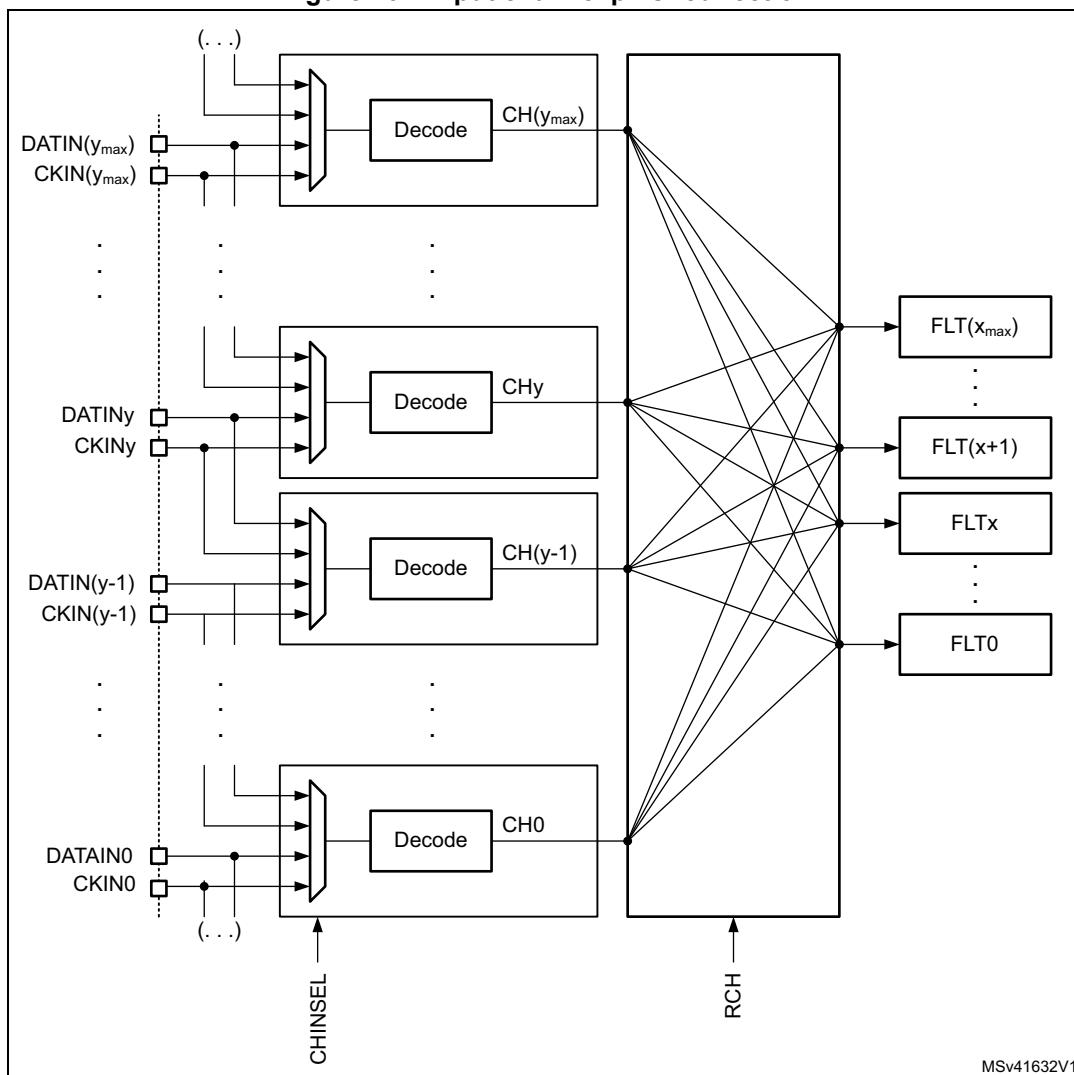 (. . .)
DATIN(ymax)
CKIN(ymax)
Decode
CH(ymax)
. . .
. . .
. . .
DATINy
CKINy
Decode
CHy
DATIN(y-1)
CKIN(y-1)
Decode
CH(y-1)
. . .
. . .
. . .
DATAIN0
CKIN0
Decode
CH0
(. . .)
CHINSEL
RCH
FLT(xmax)
. . .
FLT(x+1)
FLTx
. . .
FLT0
MSv41632V1